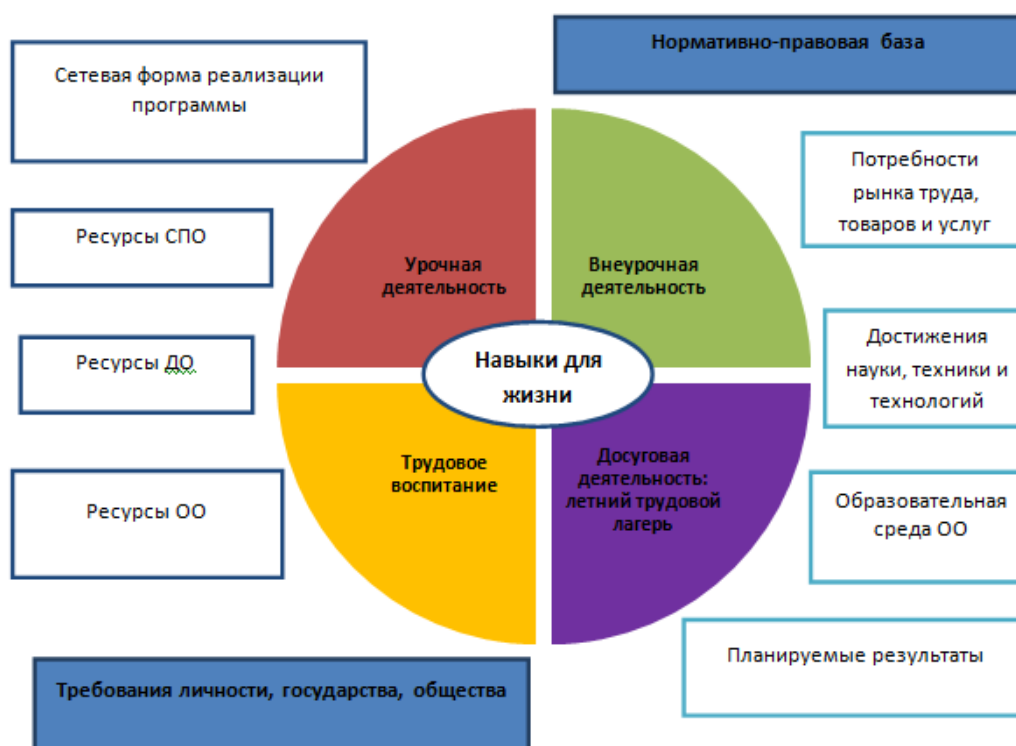 Нормативно-правовая база
Сетевая форма реализации
программы
Потребности
рынка труда,
товаров и услуг
Ресурсы СПО
Урочная
деятельность
Внеурочная
деятельность
Ресурсы ДО
Навыки для
жизни
Достижения
науки, техники и
технологий
Трудовое
воспитание
Досуговая
деятельность:
летний трудовой
лагерь
Ресурсы ОО
Образовательная
среда ОО
Планируемые результаты
Требования личности, государства, общества